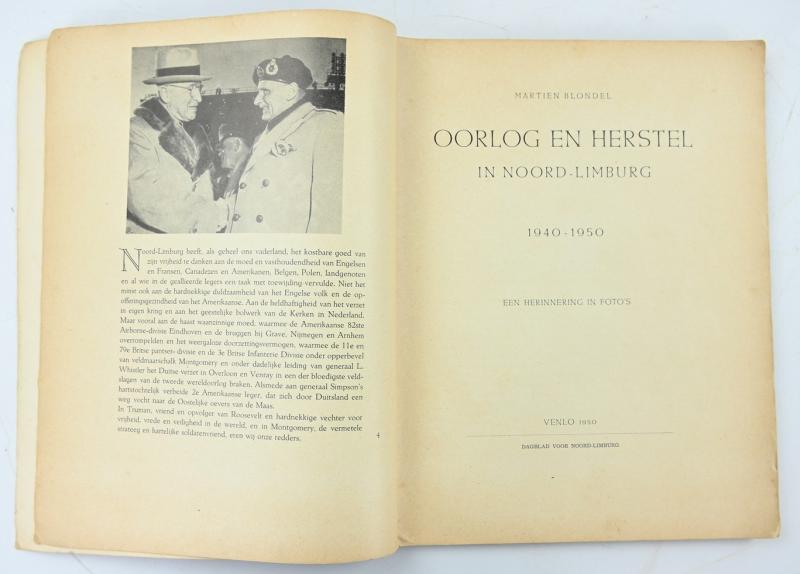 Noord-Limburg heeft, als geheel ons vaderland, het kostbare goed van
zijn vrijheid te danken aan de moed en vasthoudendheid van Engelsen
en Fransen, Canadezen en Amerikanen, Belgen, Polen, landgenoten
en al wie in de geallieerde legers een taak met toewijding vervulde. Niet het
minst ook aan de hardnekkige duldzaamheid van het Engelse volk en de op-
offeringsgezindheid van het Amerikaanse. Aan de heldhaftigheid van het verzet
in eigen kring en aan het geestelijke bolwerk van de Kerken in Nederland.
Maar vooral aan de haast waanzinnige moed, waarmee de Amerikaanse 82ste
Airborne-divisie Eindhoven en de bruggen bij Grave, Nijmegen en Arnhem
overrompelden en het weergaloze doorzettingsvermogen, waarmee de 11e en
79e Britse puntser-divisie en de 3e Britse Infanterie Divisie onder opperbevel
van veldmaarschalk Montgomery en onder dadelijke leiding van generaal L.
Whistler het Duitse verzet in Overloon en Venray in een der bloedigste veld-
slagen van de tweede wereldoorlog braken. Alsmede aan generaal Simpson's
hartstochtelijk verbeide 2e Amerikaanse leger, dat zich door Duitsland een
weg vocht naar de Oostelijke oevers van de Maas.
In Truman, vriend en opvolger van Roosevelt en hardnekkige vechter voor
vrijheid, vrede en veiligheid in de wereld, en in Montgomery, de vermetele
strateeg en hartelijke soldatenvriend, eren wij onze redders.
4
MARTIEN BLONDEL
OORLOG EN HERSTEL
IN NOORD-LIMBURG
1940-1950
EEN HERINNERING IN FOTO'S
VENLO 1950
DAGBLAD VOOR NOORD-LIMBURG